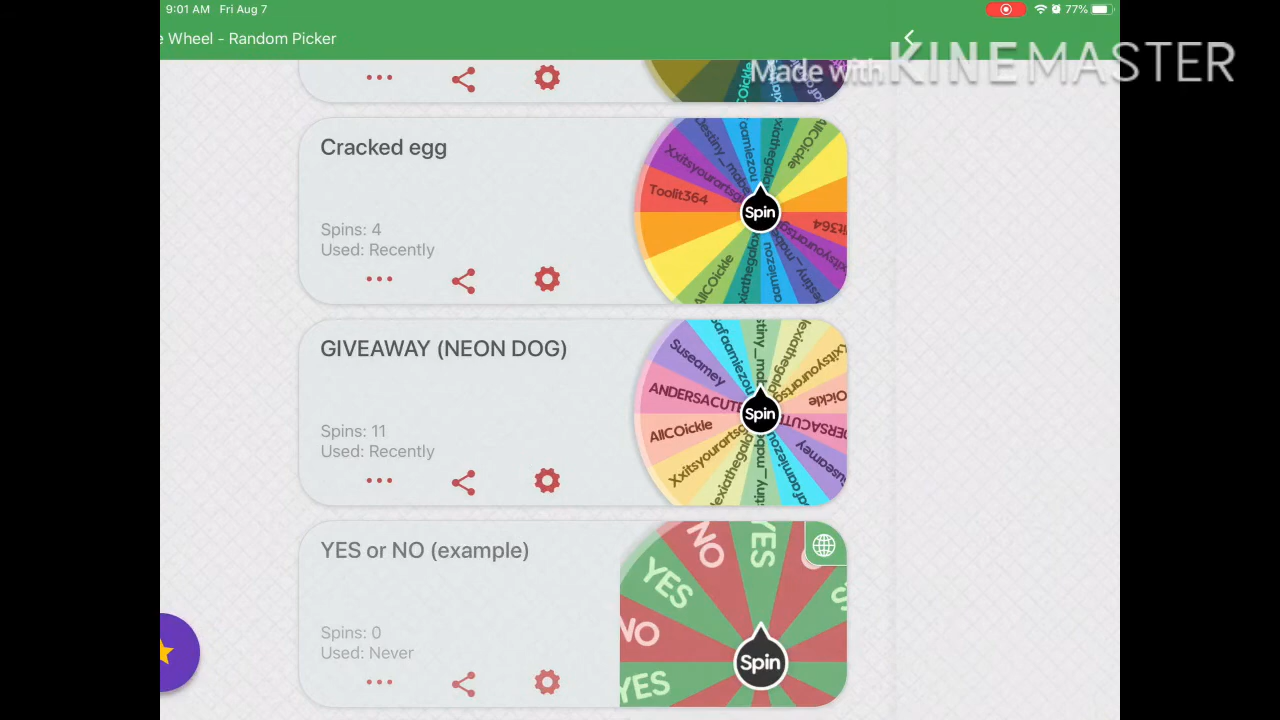 9:01 AM Fri Aug 7
77%
e Wheel - Random Picker
Made with KINEMASTER
Cracked egg
Spins: 4
Used: Recently
Toolit364
AllCOickle
Spin
AllCOickle
GIVEAWAY (NEON DOG)
Spins: 11
Used: Recently
Suseamey
ANDERSACUTE
AllCOickle
Spin
YES or NO (example)
Spins: 0
Used: Never
NO
YES
YES
NO
YES
Spin